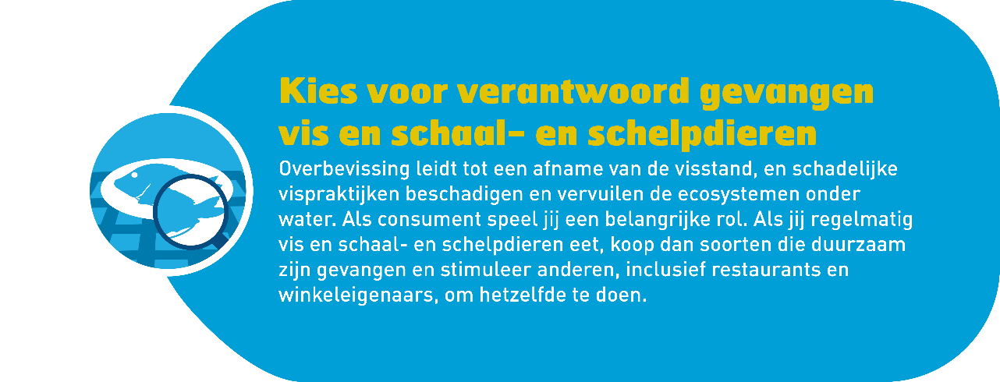 Kies voor verantwoord gevangen
vis en schaal- en schelpdieren
Overbevissing leidt tot een afname van de visstand, en schadelijke
vispraktijken beschadigen en vervuilen de ecosystemen onder
water. Als consument speel jij een belangrijke rol. Als jij regelmatig
vis en schaal- en schelpdieren eet, koop dan soorten die duurzaam
zijn gevangen en stimuleer anderen, inclusief restaurants en
winkeleigenaars, om hetzelfde te doen.